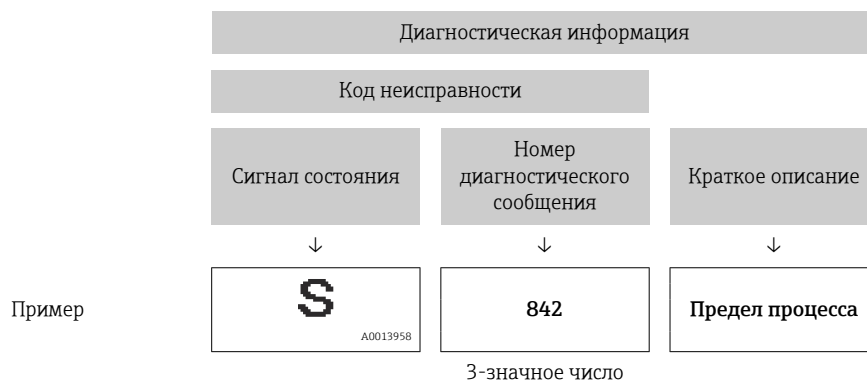 Диагностическая информация
Код неисправности
Сигнал состояния
Номер
диагностического
сообщения
Краткое описание
↓ ↓ ↓
Пример
S
A0013958
842
Предел процесса
3-значное число